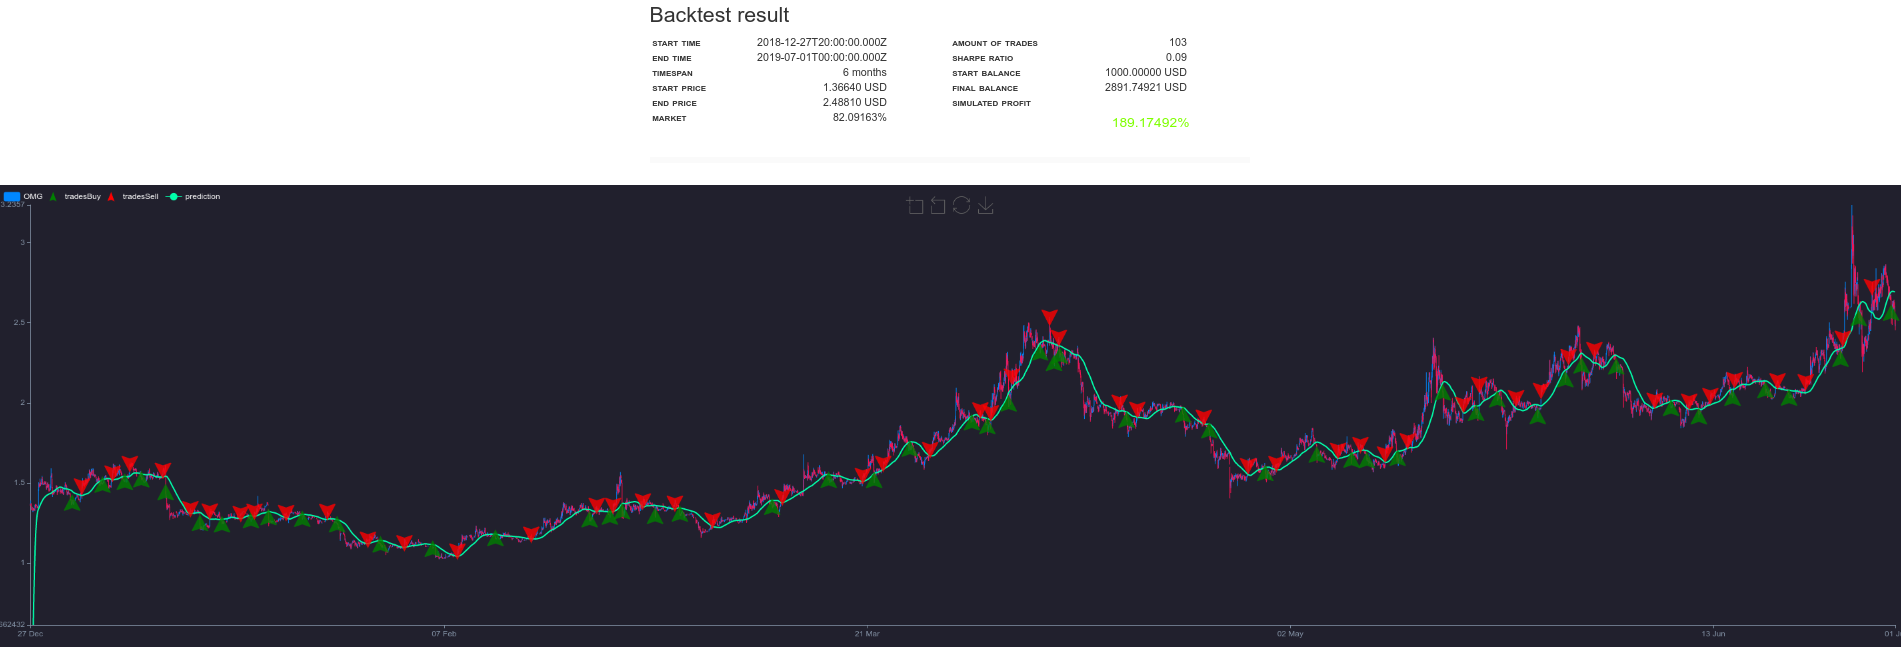 Backtest result
START TIME 2018-12-27T20:00:00.000Z
END TIME 2019-07-01T00:00:00.000Z
TIMESPAN 6 months
START PRICE 1.36640 USD
END PRICE 2.48810 USD
MARKET 82.09163%
AMOUNT OF TRADES 103
SHARPE RATIO 0.09
START BALANCE 1000.00000 USD
FINAL BALANCE 2891.74921 USD
SIMULATED PROFIT
189.17492%
OMG tradesBuy tradesSell prediction
3.2357
3
2.5
2
1.5
1
662432
27 Dec 07 Feb 21 Mar 02 May 13 Jun 01